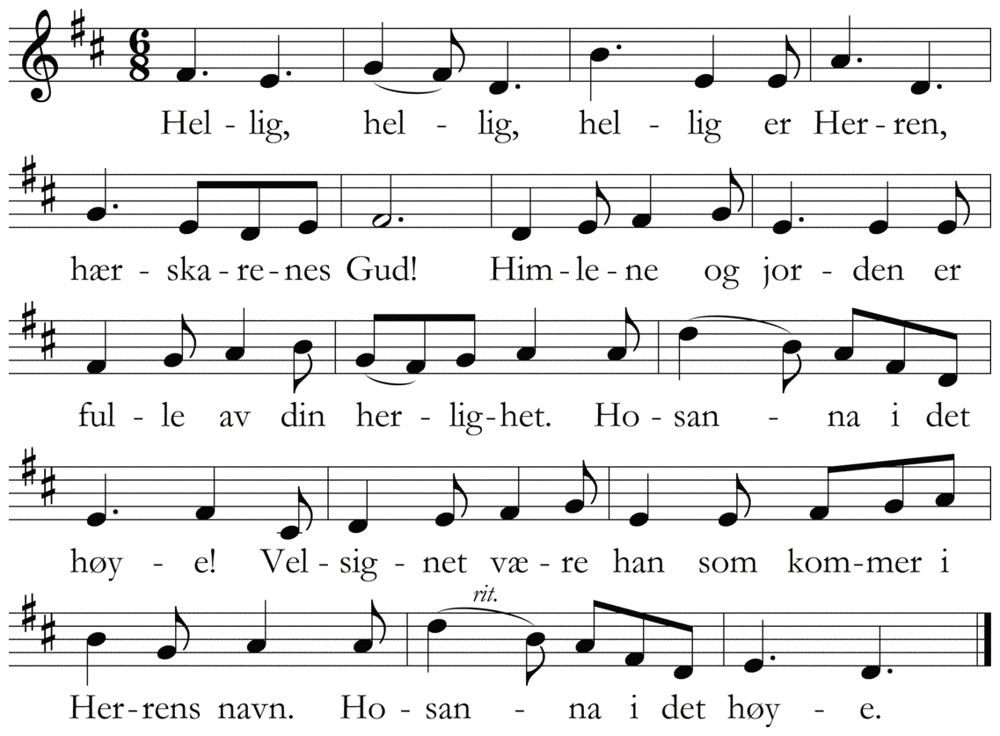 6
8
Hel - lig, hel - lig, hel - lig er Her - ren,
hær - ska - re - nes Gud! Him - le - ne og jor - den er
ful - le av din her - lig - het. Ho - san - na i det
høy - e! Vel - sig - net væ - re han som kom - mer i
rit.
Her - rens navn. Ho - san - na i det høy - e.